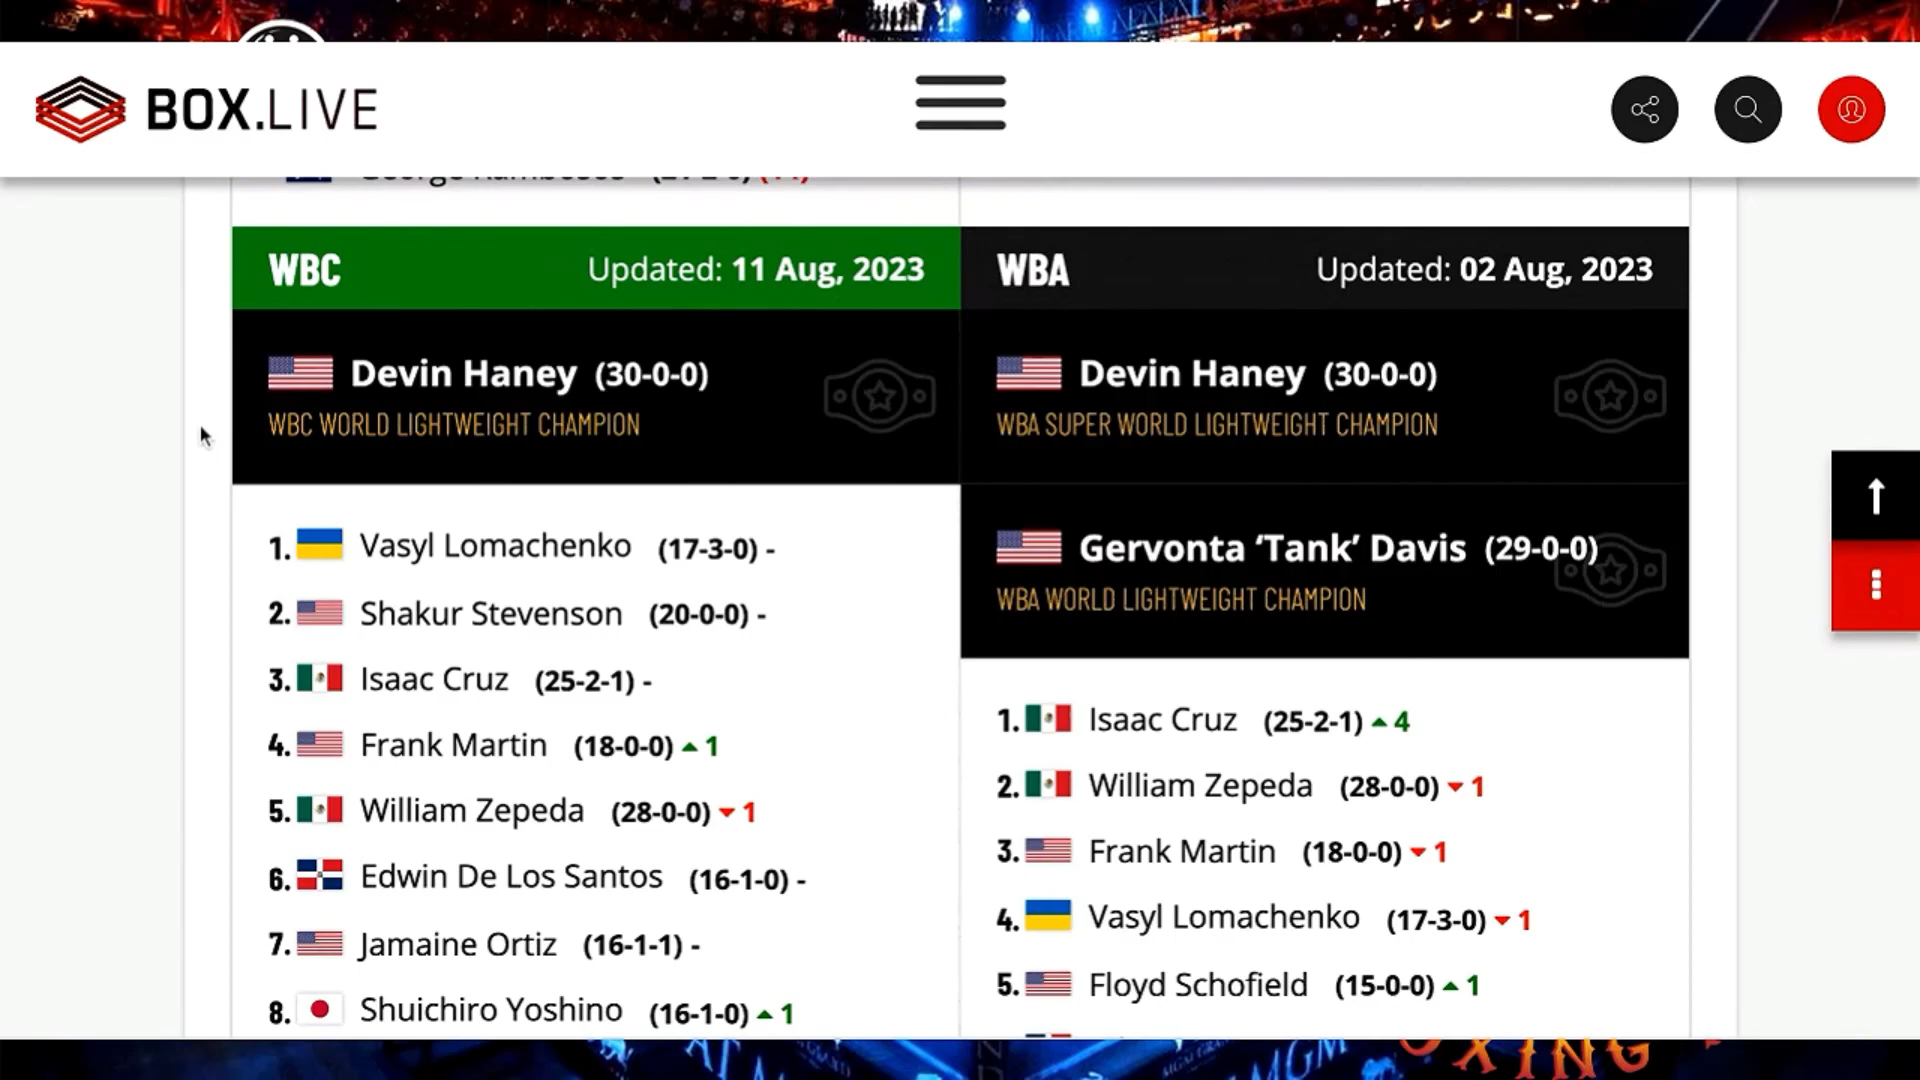 BOX.LIVE
WBC Updated: 11 Aug, 2023
Devin Haney (30-0-0)
WBC WORLD LIGHTWEIGHT CHAMPION
1. Vasyl Lomachenko (17-3-0) -
2. Shakur Stevenson (20-0-0) -
3. Isaac Cruz (25-2-1) -
4. Frank Martin (18-0-0) ▲ 1
5. William Zepeda (28-0-0) ▼ 1
6. Edwin De Los Santos (16-1-0) -
7. Jamaine Ortiz (16-1-1) -
8. Shuichiro Yoshino (16-1-0) ▲ 1
WBA Updated: 02 Aug, 2023
Devin Haney (30-0-0)
WBA SUPER WORLD LIGHTWEIGHT CHAMPION
Gervonta ‘Tank’ Davis (29-0-0)
WBA WORLD LIGHTWEIGHT CHAMPION
1. Isaac Cruz (25-2-1) ▲ 4
2. William Zepeda (28-0-0) ▼ 1
3. Frank Martin (18-0-0) ▼ 1
4. Vasyl Lomachenko (17-3-0) ▼ 1
5. Floyd Schofield (15-0-0) ▲ 1
MGM